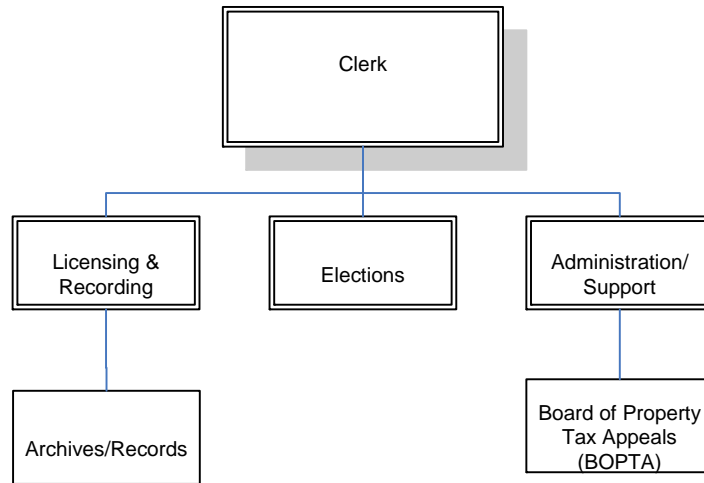 Clerk
Licensing &
Recording
Elections
Administration/
Support
Archives/Records
Board of Property
Tax Appeals
(BOPTA)